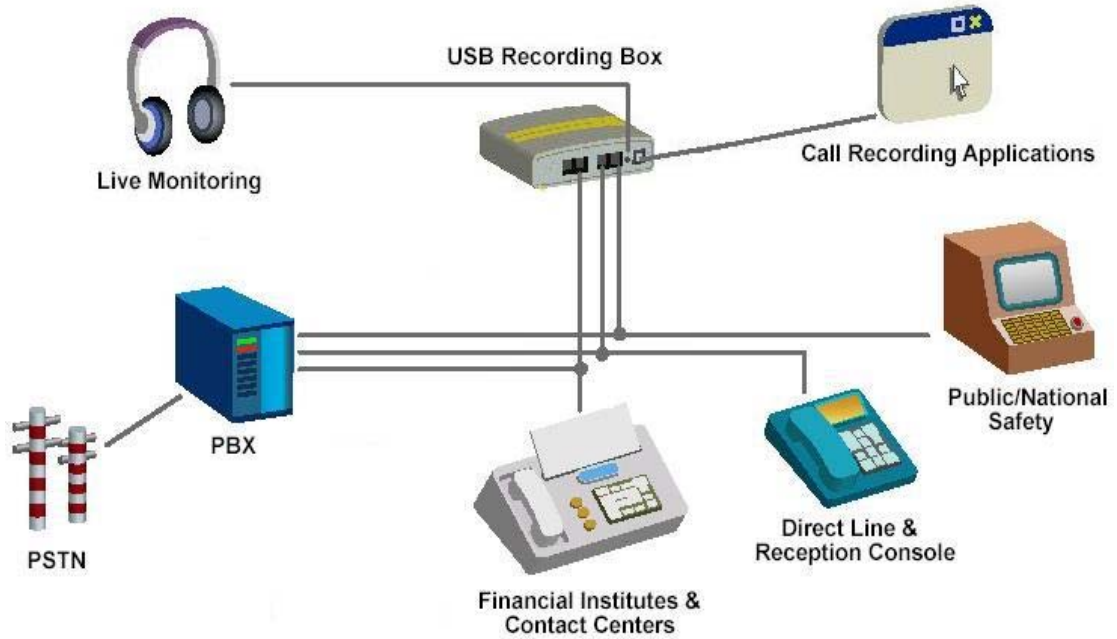 USB Recording Box
Live Monitoring
Call Recording Applications
PBX
Public/National
Safety
PSTN
Direct Line &
Reception Console
Financial Institutes &
Contact Centers